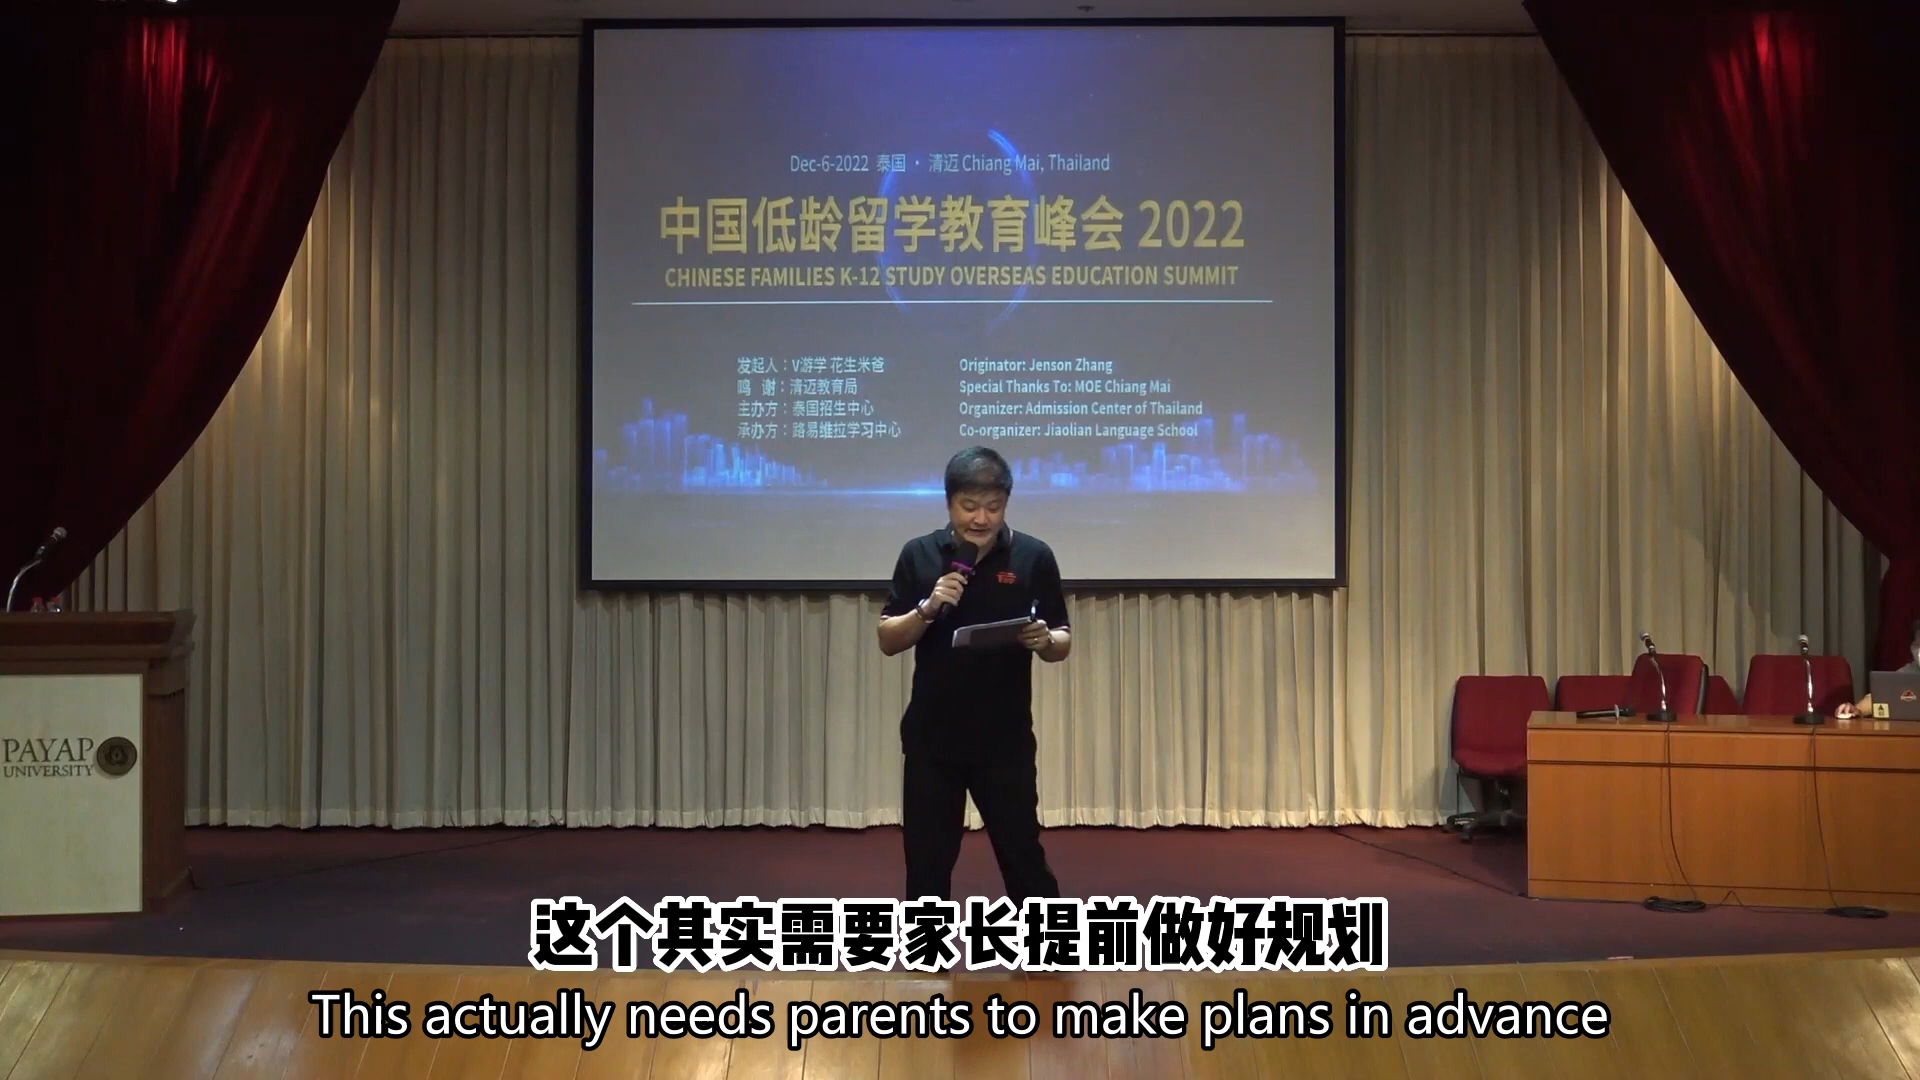 Dec-6-2022 泰国 · 清迈 Chiang Mai, Thailand
中国低龄留学教育峰会 2022
CHINESE FAMILIES K-12 STUDY OVERSEAS EDUCATION SUMMIT
发起人：V游学 花生米爸
鸣 谢：清迈教育局
主办方：泰国招生中心
承办方：路易维拉学习中心
Originator: Jenson Zhang
Special Thanks To: MOE Chiang Mai
Organizer: Admission Center of Thailand
Co-organizer: Jiaolian Language School
PAYAP
UNIVERSITY
这个其实需要家长提前做好规划
This actually needs parents to make plans in advance